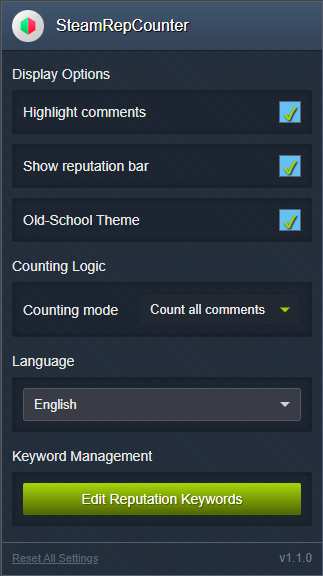 SteamRepCounter
Display Options
Highlight comments
Show reputation bar
Old-School Theme
Counting Logic
Counting mode Count all comments
Language
English
Keyword Management
Edit Reputation Keywords
Reset All Settings v1.1.0